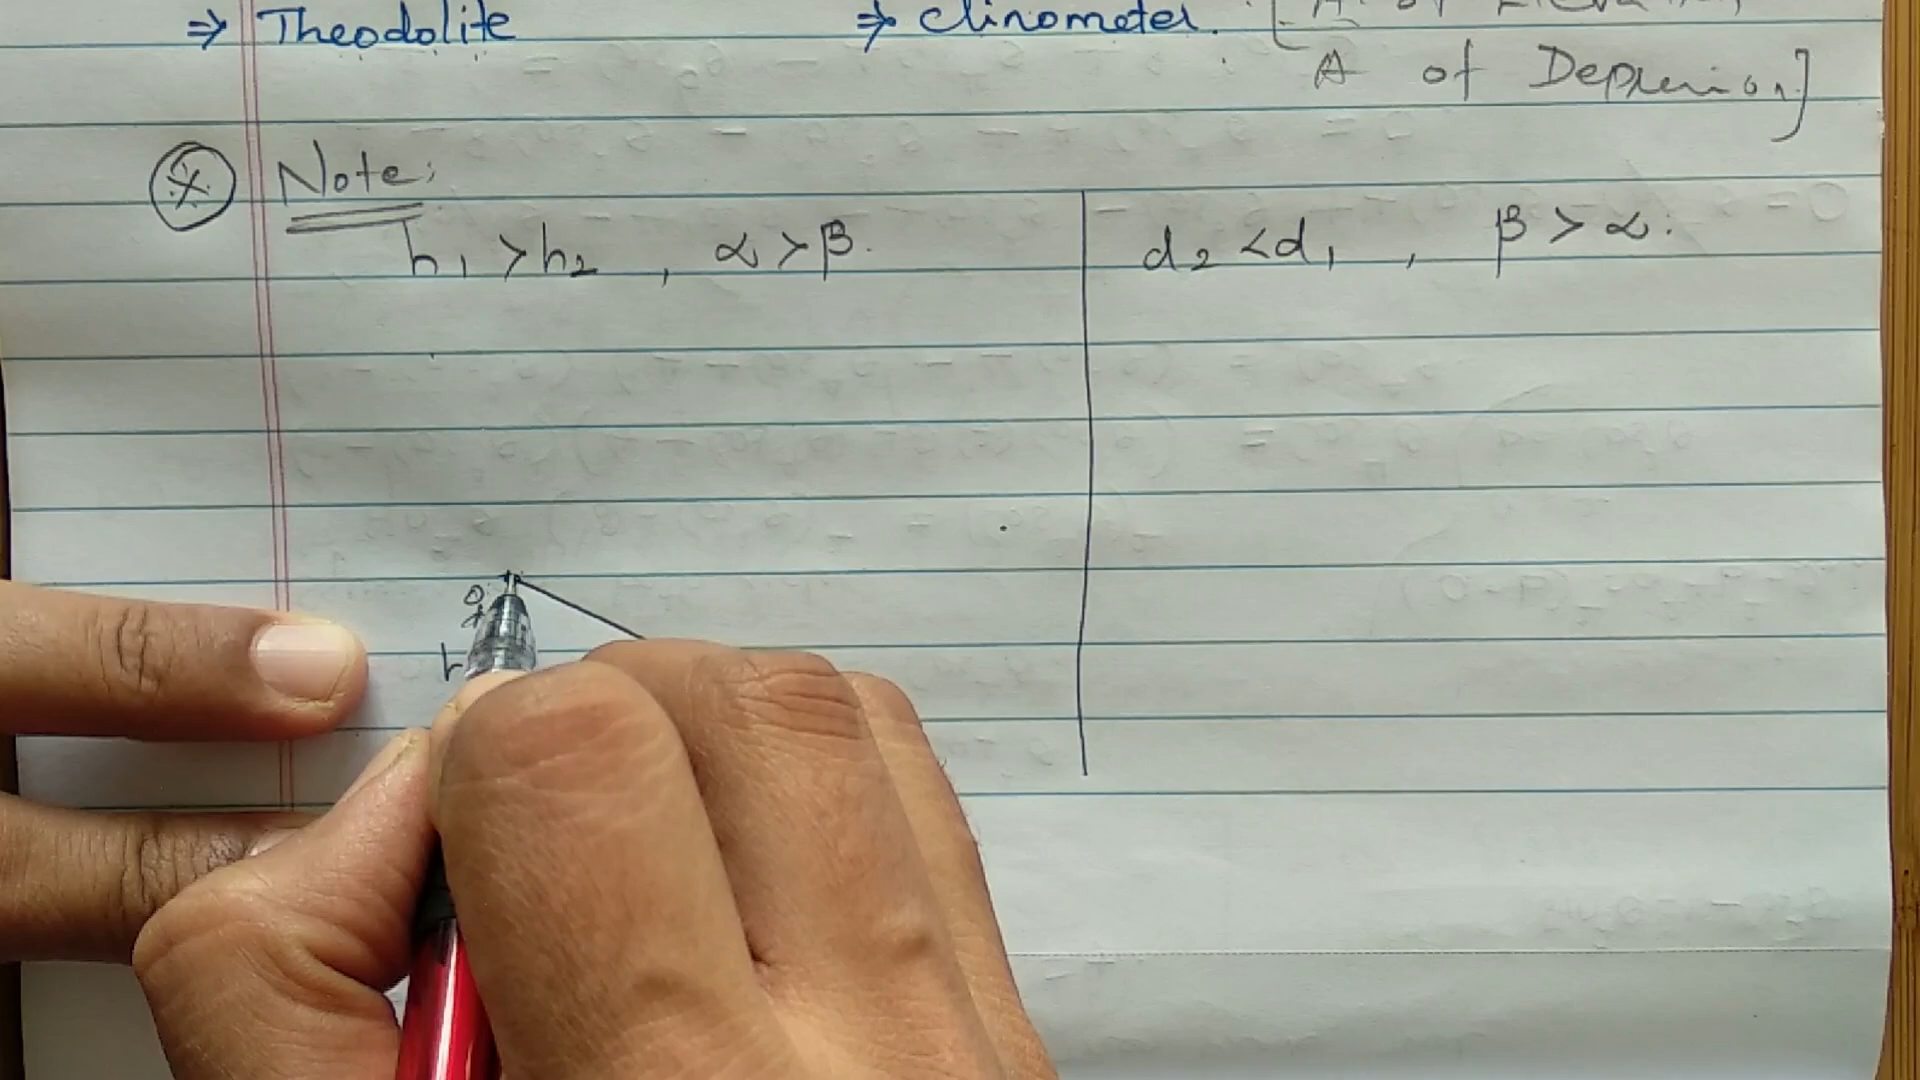 ⇒ Theodolite ⇒ Clinometer.
A of Depression]
* Note:
h₁ > h₂ , α > β.
d₂ < d₁ , β > α.
h